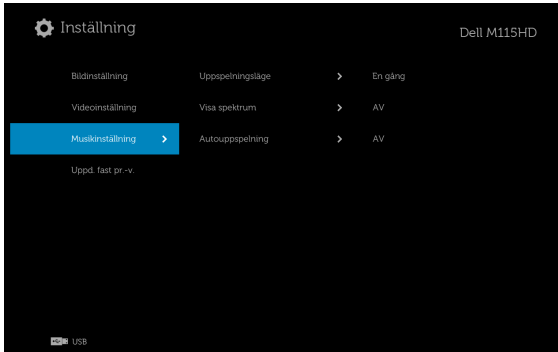 Inställning
Dell M115HD
Bildinställning Uppspelningsläge > En gång
Videoinställning Visa spektrum > AV
Musikinställning > Autouppspelning > AV
Uppd. fast pr.-v.
USB